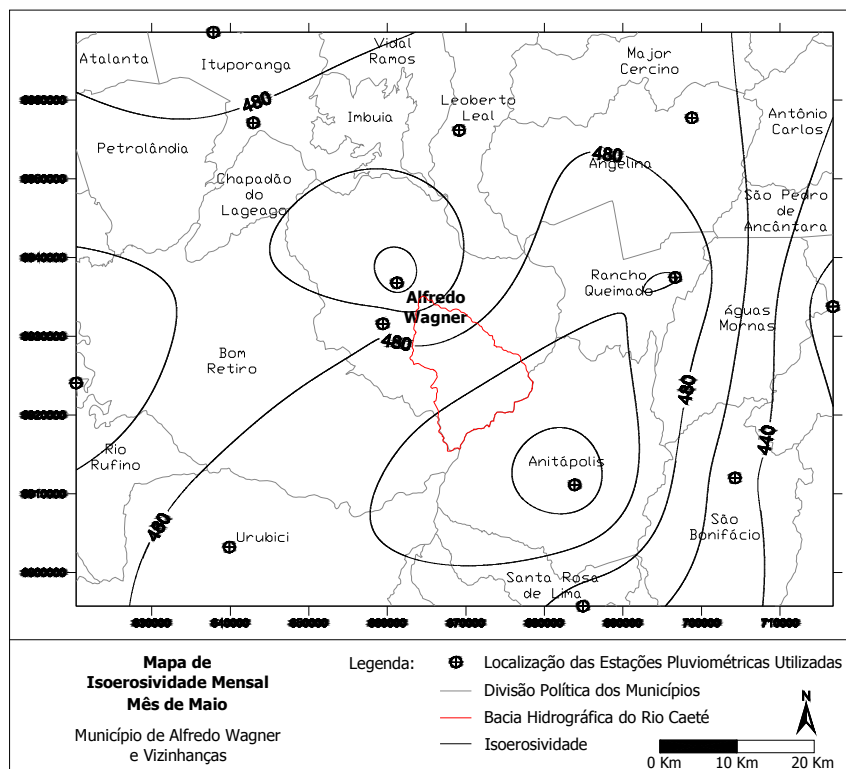 Atalanta
Ituporanga
Vidal
Ramos
Major
Cercino
480
Imbuia
Leoberto
Leal
Antônio
Carlos
Petrolândia
480
Angelina
Chapadão
do
Lageago
São Pedro
de
Ancântara
Rancho
Queimado
Alfredo
Wagner
Águas
Mornas
480
Bom
Retiro
480
440
Rio
Rufino
Anitápolis
480
Urubici
São
Bonifácio
Santa Rosa
de Lima
700000
710000
Mapa de
Isoerosividade Mensal
Mês de Maio
Município de Alfredo Wagner
e Vizinhanças
Legenda:
Localização das Estações Pluviométricas Utilizadas
Divisão Política dos Municípios
Bacia Hidrográfica do Rio Caeté
Isoerosividade
N
0 Km 10 Km 20 Km